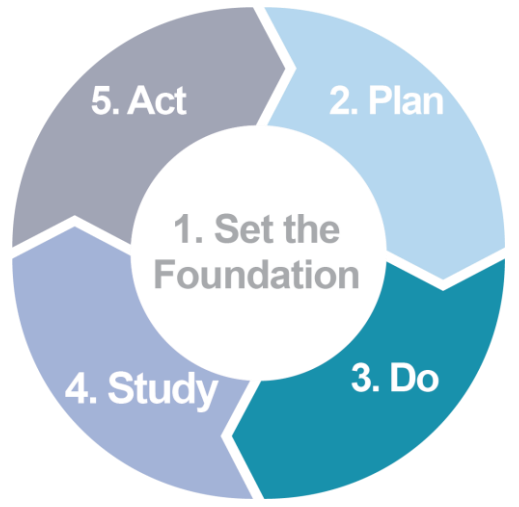 1. Set the
Foundation
2. Plan
3. Do
4. Study
5. Act